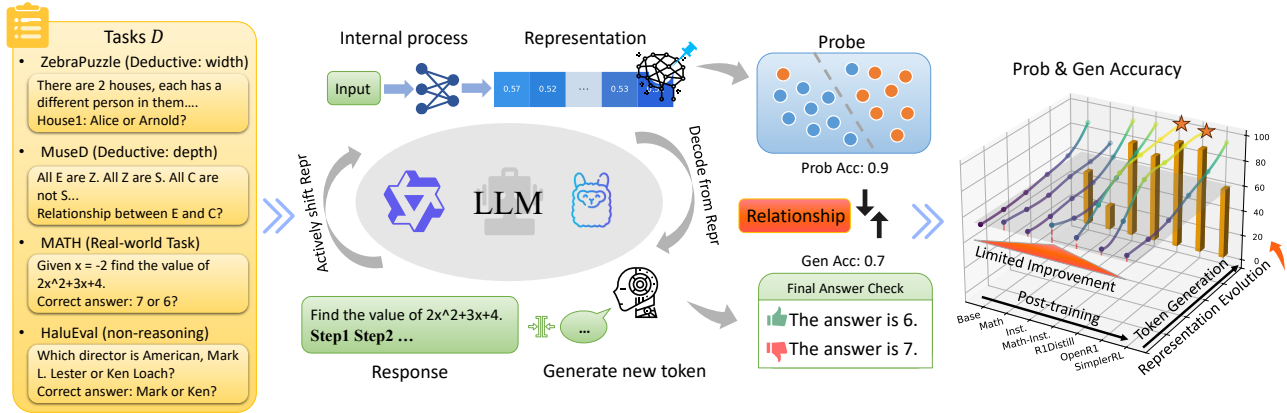 Tasks D
• ZebraPuzzle (Deductive: width)
There are 2 houses, each has a
different person in them....
House1: Alice or Arnold?
• MuseD (Deductive: depth)
All E are Z. All Z are S. All C are
not S...
Relationship between E and C?
• MATH (Real-world Task)
Given x = -2 find the value of
2x^2+3x+4.
Correct answer: 7 or 6?
• HaluEval (non-reasoning)
Which director is American, Mark
L. Lester or Ken Loach?
Correct answer: Mark or Ken?
Internal process
Representation
Input
0.57
0.52
...
0.53
Actively shift Repr
LLM
Decode from Repr
Find the value of 2x^2+3x+4.
Step1 Step2 ...
Response
...
Generate new token
Probe
Prob Acc: 0.9
Relationship
Gen Acc: 0.7
Final Answer Check
The answer is 6.
The answer is 7.
Prob & Gen Accuracy
100
80
60
40
20
0
Limited Improvement
Post-training
Token Generation
Representation Evolution
Base
Math
Inst.
Math-Inst.
R1Distill
OpenR1
SimplerRL